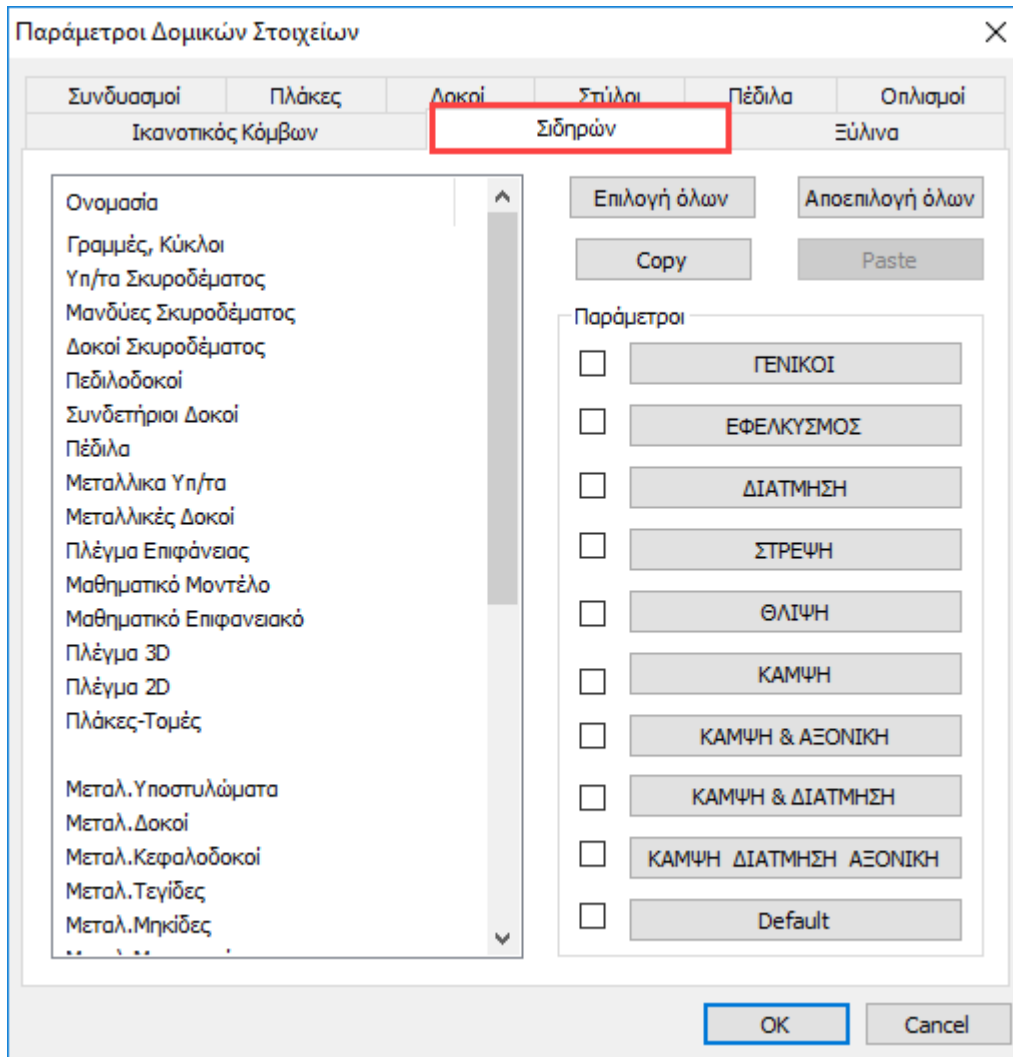 Παράμετροι Δομικών Στοιχείων
Συνδυασμοί Πλάκες Δοκοί Στύλοι Πέδιλα Οπλισμοί
Ικανοτικός Κόμβων Σιδηρών Ξύλινα
Ονομασία
Γραμμές, Κύκλοι
Υπ/τα Σκυροδέματος
Μανδύες Σκυροδέματος
Δοκοί Σκυροδέματος
Πεδιλοδοκοί
Συνδετήριοι Δοκοί
Πέδιλα
Μεταλλικα Υπ/τα
Μεταλλικές Δοκοί
Πλέγμα Επιφάνειας
Μαθηματικό Μοντέλο
Μαθηματικό Επιφανειακό
Πλέγμα 3D
Πλέγμα 2D
Πλάκες-Τομές
Μεταλ.Υποστυλώματα
Μεταλ.Δοκοί
Μεταλ.Κεφαλοδοκοί
Μεταλ.Τεγίδες
Μεταλ.Μηκίδες
Επιλογή όλων Αποεπιλογή όλων
Copy Paste
Παράμετροι
ΓΕΝΙΚΟΙ
ΕΦΕΛΚΥΣΜΟΣ
ΔΙΑΤΜΗΣΗ
ΣΤΡΕΨΗ
ΘΛΙΨΗ
ΚΑΜΨΗ
ΚΑΜΨΗ & ΑΞΟΝΙΚΗ
ΚΑΜΨΗ & ΔΙΑΤΜΗΣΗ
ΚΑΜΨΗ ΔΙΑΤΜΗΣΗ ΑΞΟΝΙΚΗ
Default
OK Cancel